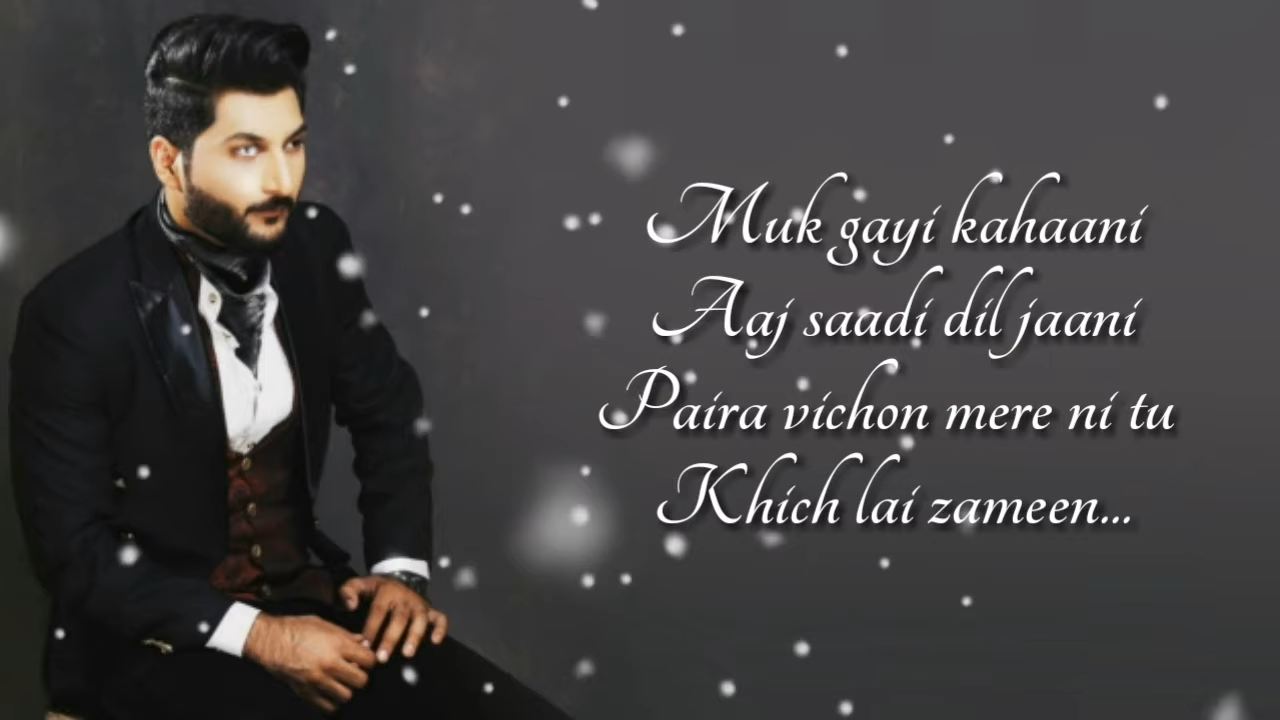 Muk gayi kahaani
Aaj saadi dil jaani
Paira vichon mere ni tu
Khich lai zameen...